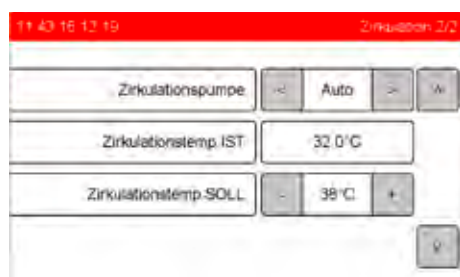 11:43 16.12.19 Zirkulation 2/2
Zirkulationspumpe < Auto > ^
Zirkulationstemp.IST 32.0°C
Zirkulationstemp.SOLL - 38°C +